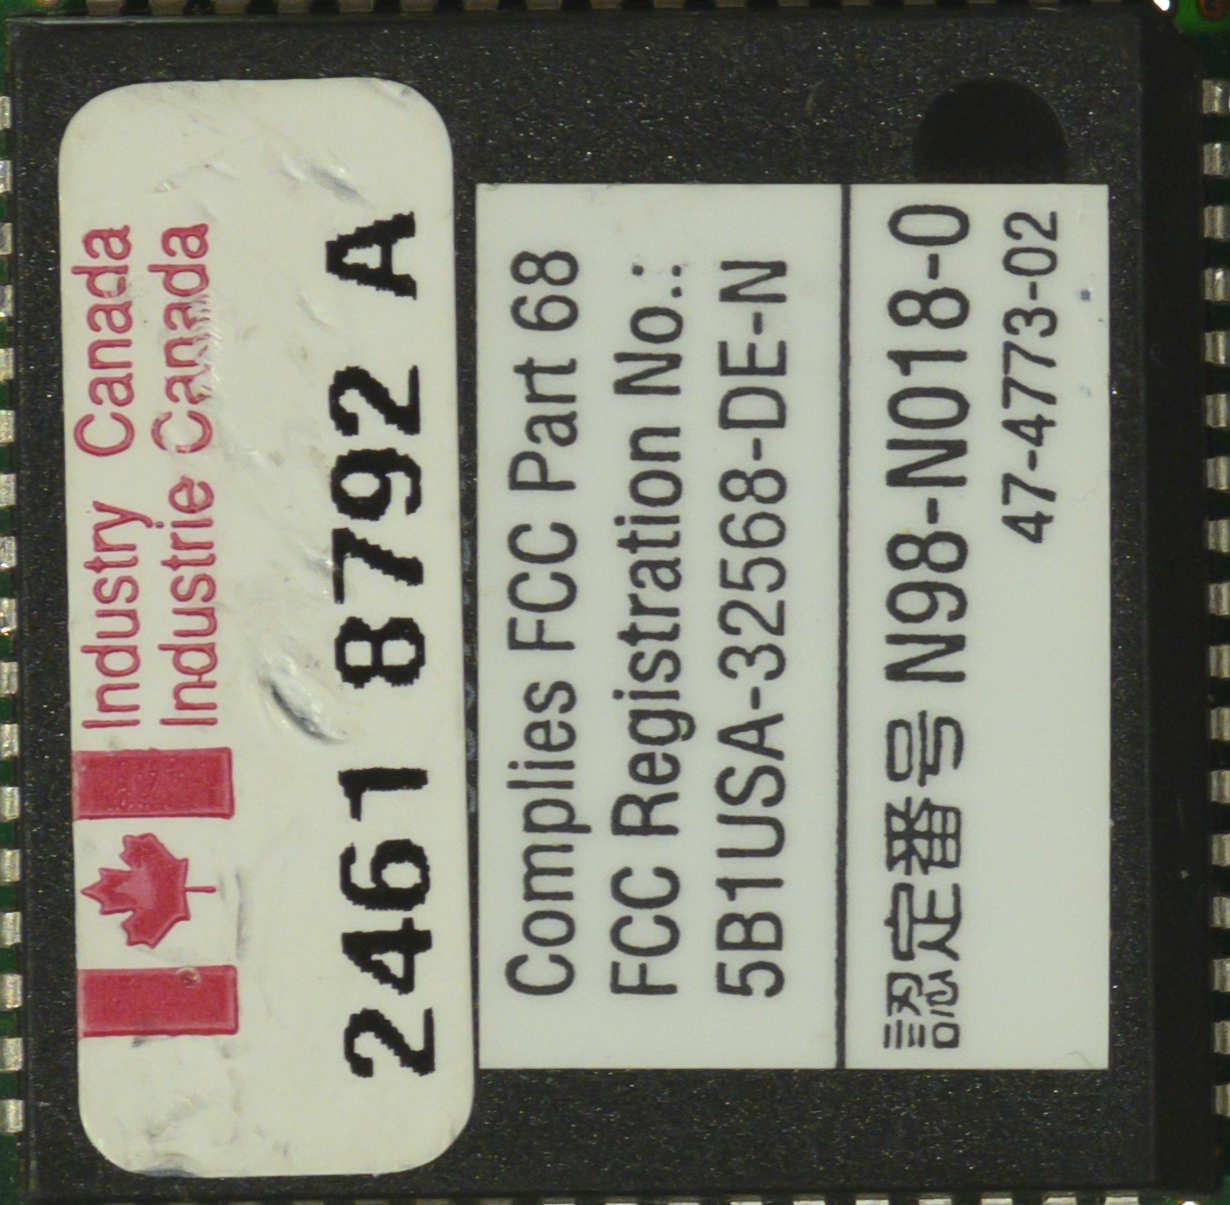 Industry Canada
Industrie Canada
2461 8792 A
Complies FCC Part 68
FCC Registration No.:
5B1USA-32568-DE-N
認定番号 N98-N018-0
47-4773-02